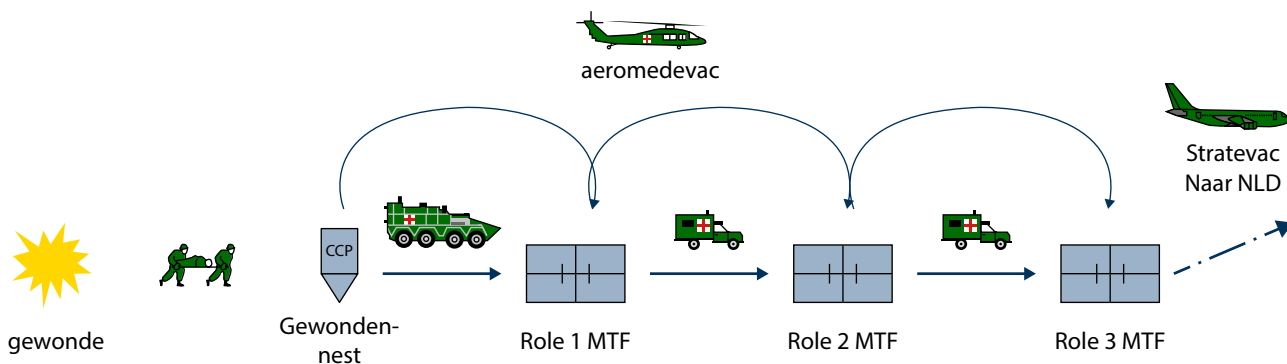 aeromedevac
Stratevac
Naar NLD
CCP
gewonde
Gewonden-
nest
Role 1 MTF
Role 2 MTF
Role 3 MTF